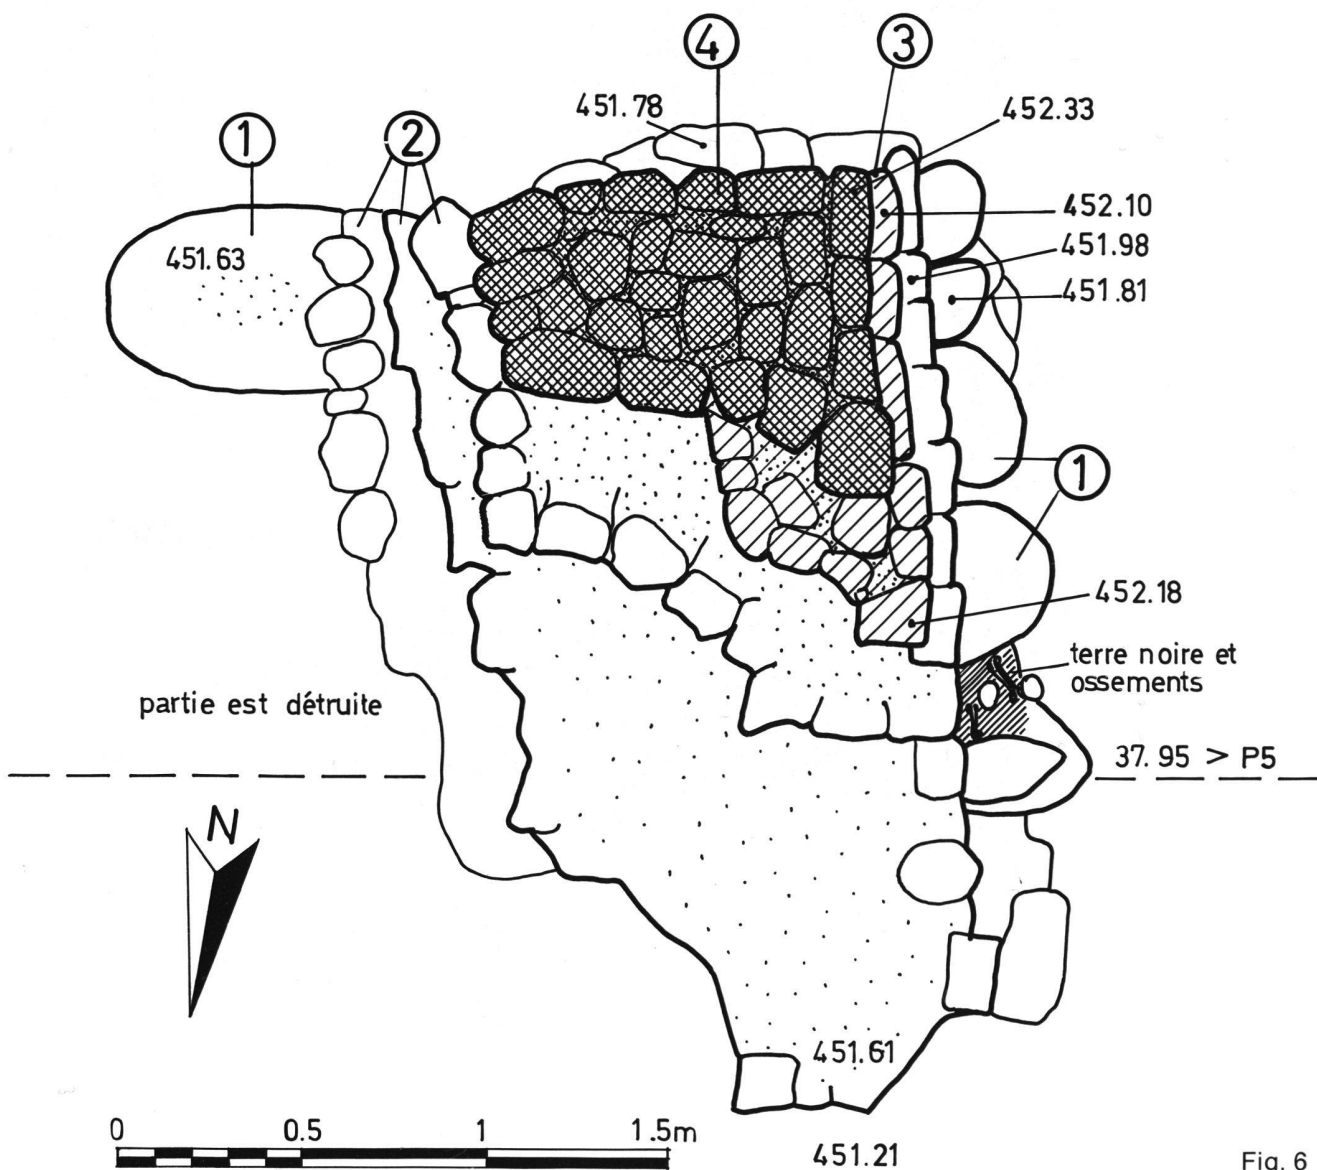 4
3
451.78
452.33
1
2
452.10
451.98
451.63
451.81
1
452.18
terre noire et
ossements
partie est détruite
37.95 > P5
N
451.61
0 0.5 1 1.5m
451.21
Fig. 6